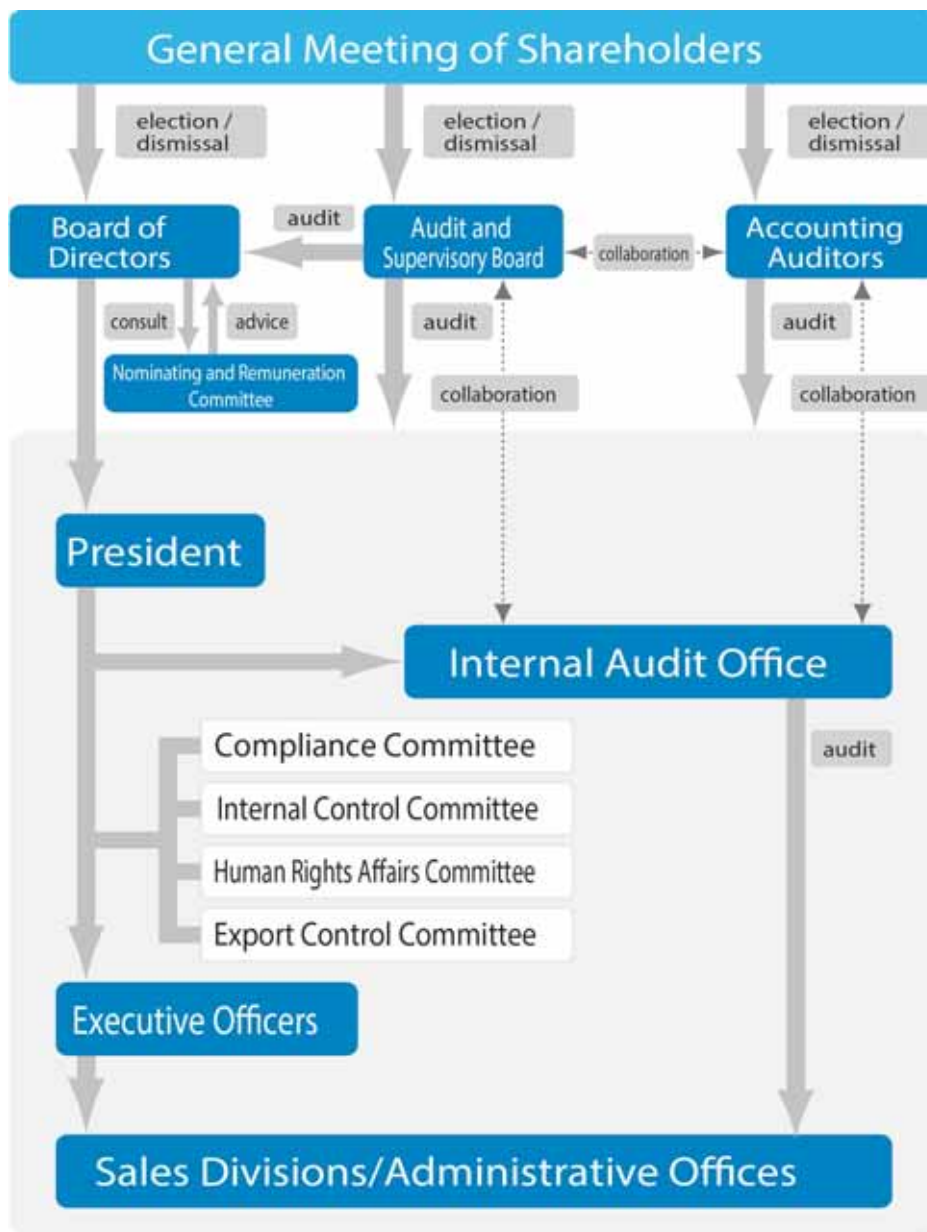 General Meeting of Shareholders
election /
dismissal
election /
dismissal
election /
dismissal
Board of
Directors
audit
Audit and
Supervisory Board
collaboration
Accounting
Auditors
consult
advice
audit
audit
Nominating and Remuneration
Committee
collaboration
collaboration
President
Internal Audit Office
Compliance Committee
audit
Internal Control Committee
Human Rights Affairs Committee
Export Control Committee
Executive Officers
Sales Divisions/Administrative Offices